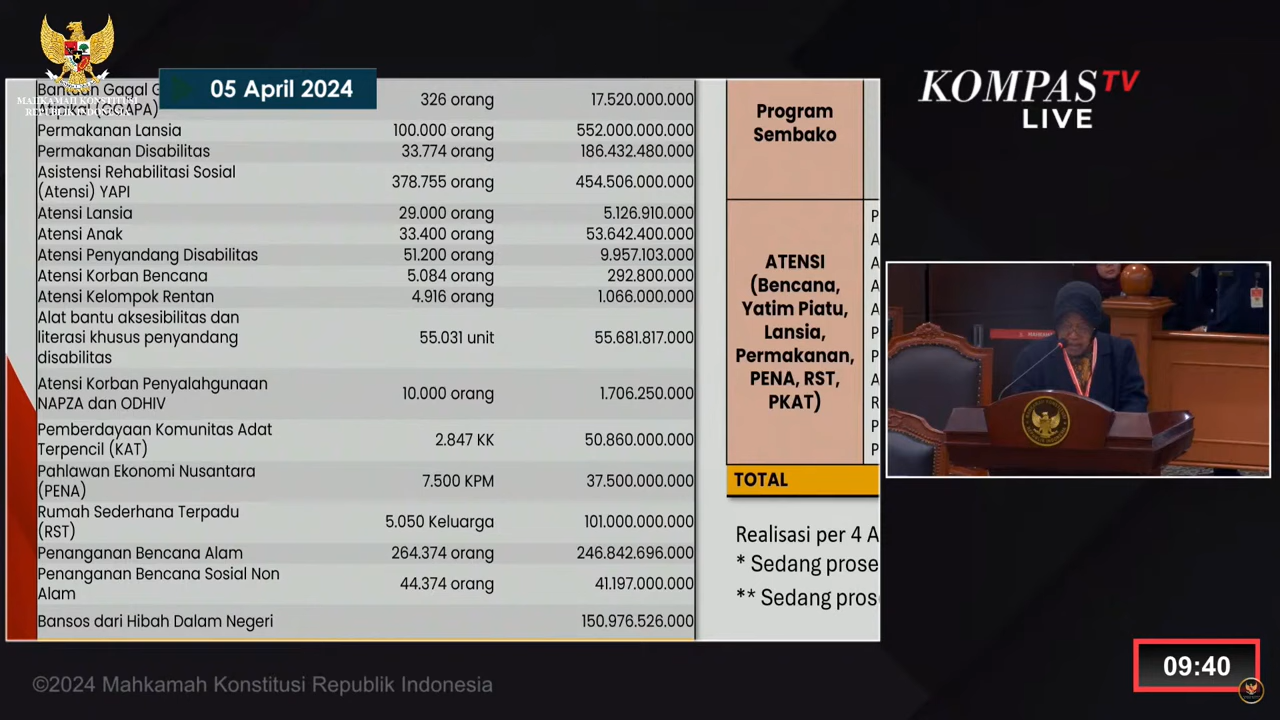 MAHKAMAH KONSTITUSI
REPUBLIK INDONESIA
05 April 2024
KOMPAS TV
LIVE
Bantuan Gagal G
Atipikal (GGAPA) 326 orang 17.520.000.000
Permakanan Lansia 100.000 orang 552.000.000.000
Permakanan Disabilitas 33.774 orang 186.432.480.000
Asistensi Rehabilitasi Sosial
(Atensi) YAPI 378.755 orang 454.506.000.000
Atensi Lansia 29.000 orang 5.126.910.000
Atensi Anak 33.400 orang 53.642.400.000
Atensi Penyandang Disabilitas 51.200 orang 9.957.103.000
Atensi Korban Bencana 5.084 orang 292.800.000
Atensi Kelompok Rentan 4.916 orang 1.066.000.000
Alat bantu aksesibilitas dan
literasi khusus penyandang 55.031 unit 55.681.817.000
disabilitas
Atensi Korban Penyalahgunaan
NAPZA dan ODHIV 10.000 orang 1.706.250.000
Pemberdayaan Komunitas Adat
Terpencil (KAT) 2.847 KK 50.860.000.000
Pahlawan Ekonomi Nusantara
(PENA) 7.500 KPM 37.500.000.000
Rumah Sederhana Terpadu
(RST) 5.050 Keluarga 101.000.000.000
Penanganan Bencana Alam 264.374 orang 246.842.696.000
Penanganan Bencana Sosial Non
Alam 44.374 orang 41.197.000.000
Bansos dari Hibah Dalam Negeri 150.976.526.000
Program
Sembako
ATENSI
(Bencana,
Yatim Piatu,
Lansia,
Permakanan,
PENA, RST,
PKAT)
P
A
A
A
A
P
P
A
R
P
P
TOTAL
Realisasi per 4 A
* Sedang prose
** Sedang pros
©2024 Mahkamah Konstitusi Republik Indonesia
09:40